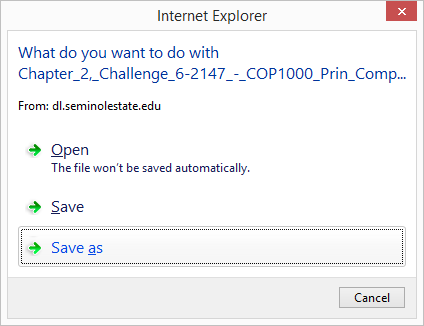 Internet Explorer
What do you want to do with
Chapter_2,_Challenge_6-2147_-_COP1000_Prin_Comp...
From: dl.seminolestate.edu
Open
The file won't be saved automatically.
Save
Save as
Cancel